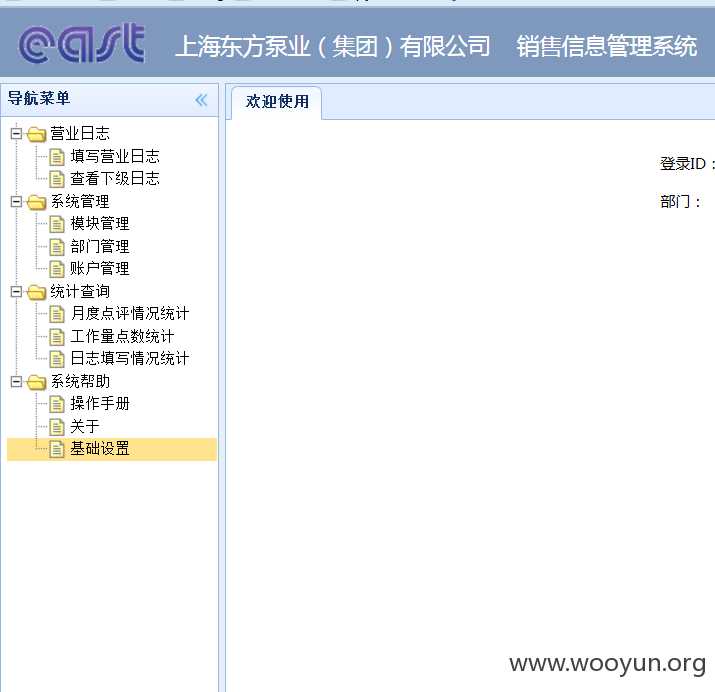 east 上海东方泵业（集团）有限公司 销售信息管理系统
导航菜单
欢迎使用
营业日志
填写营业日志
查看下级日志
系统管理
模块管理
部门管理
账户管理
统计查询
月度点评情况统计
工作量点数统计
日志填写情况统计
系统帮助
操作手册
关于
基础设置
登录ID：
部门：
www.wooyun.org